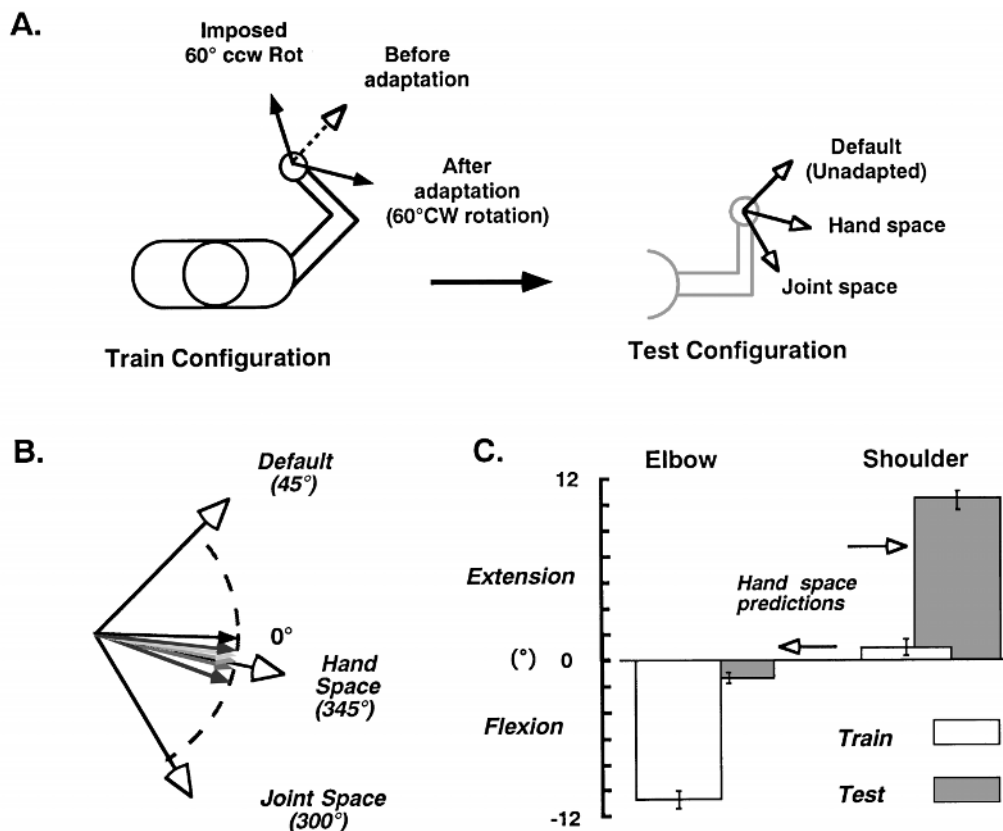 A.
Imposed
60° ccw Rot
Before
adaptation
After
adaptation
(60°CW rotation)
Default
(Unadapted)
Hand space
Joint space
Train Configuration
Test Configuration
B.
Default
(45°)
0°
Hand
Space
(345°)
Joint Space
(300°)
C.
Elbow
Shoulder
12
Extension
Hand space
predictions
(°)
0
Flexion
Train
Test
-12